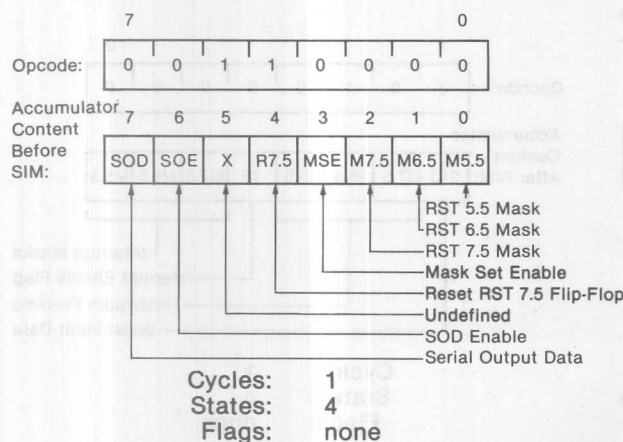 7 0
Opcode: 0 0 1 1 0 0 0 0
Accumulator
Content
Before
SIM:
7 6 5 4 3 2 1 0
SOD SOE X R7.5 MSE M7.5 M6.5 M5.5
RST 5.5 Mask
RST 6.5 Mask
RST 7.5 Mask
Mask Set Enable
Reset RST 7.5 Flip-Flop
Undefined
SOD Enable
Serial Output Data
Cycles: 1
States: 4
Flags: none